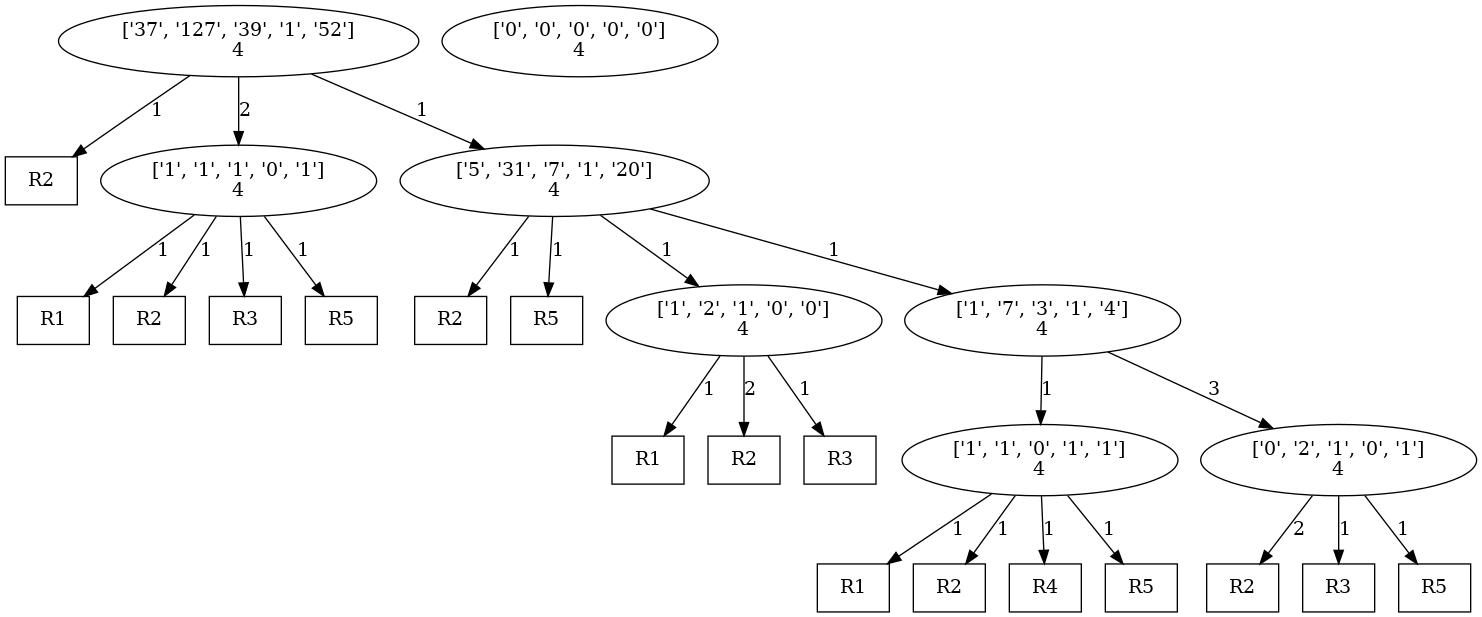 ['37', '127', '39', '1', '52']
4
['0', '0', '0', '0', '0']
4
1
2
1
R2
['1', '1', '1', '0', '1']
4
['5', '31', '7', '1', '20']
4
1
1
1
1
1
1
1
1
R1
R2
R3
R5
R2
R5
['1', '2', '1', '0', '0']
4
['1', '7', '3', '1', '4']
4
1
2
1
1
3
R1
R2
R3
['1', '1', '0', '1', '1']
4
['0', '2', '1', '0', '1']
4
1
1
1
1
2
1
1
R1
R2
R4
R5
R2
R3
R5